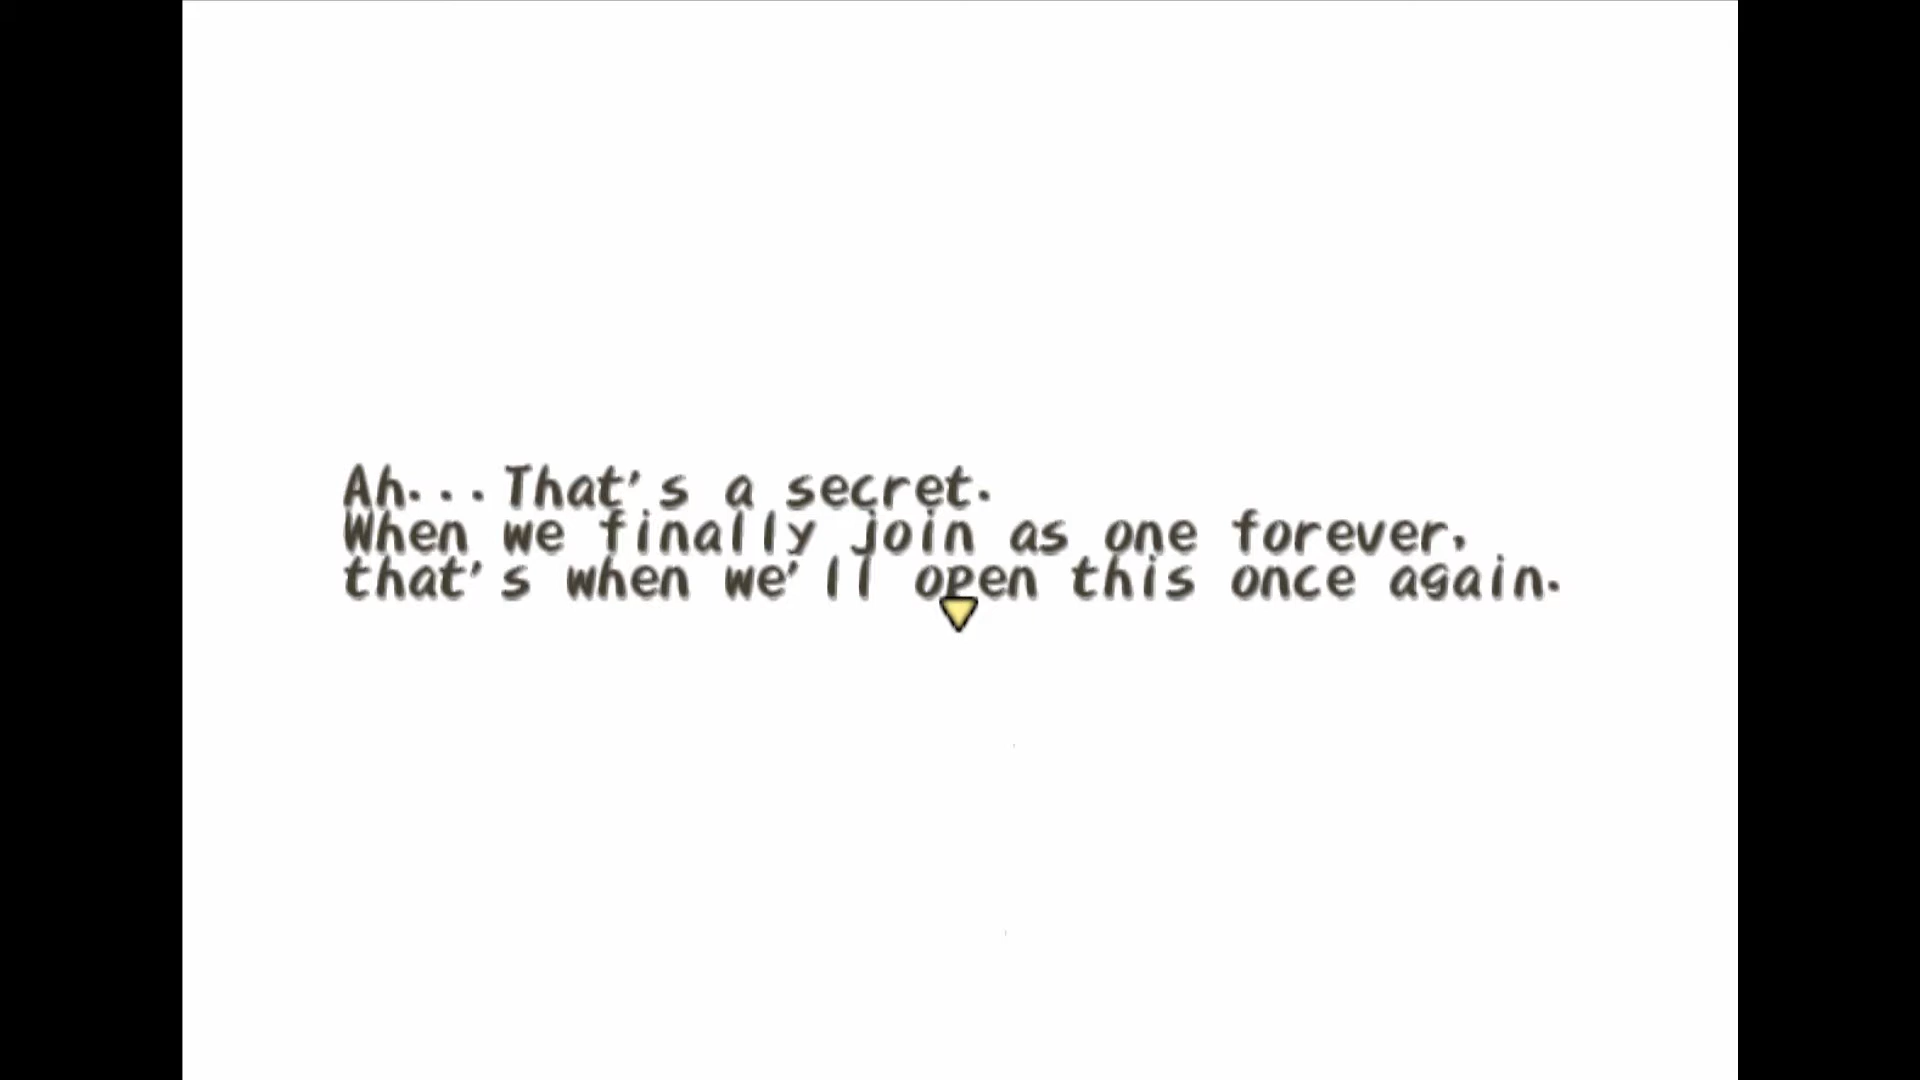 Ah...That's a secret.
When we finally join as one forever,
that's when we'll open this once again.